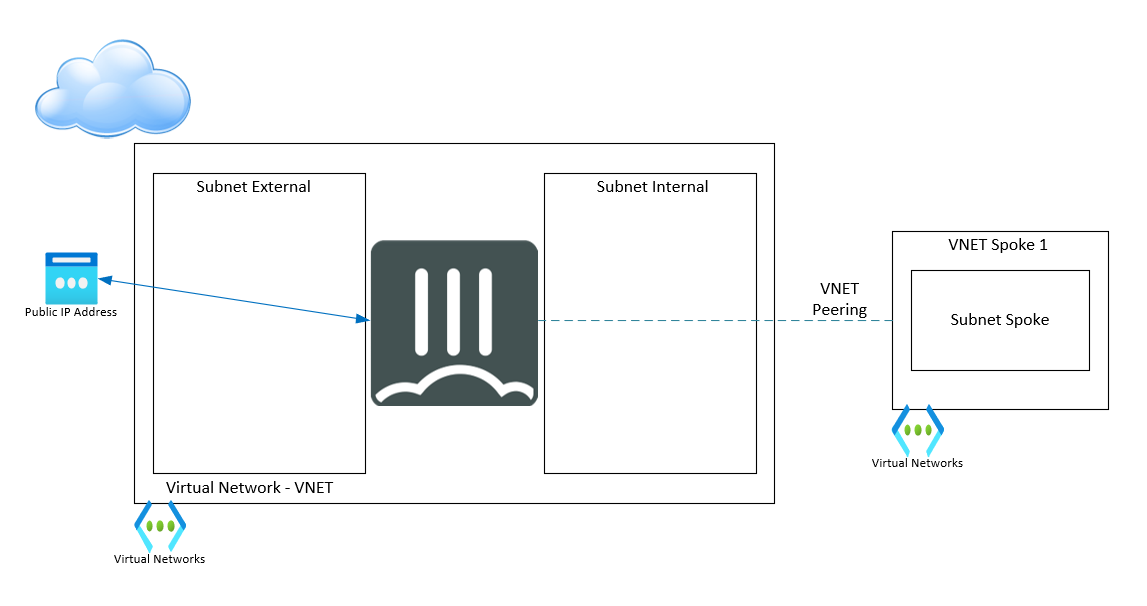 Subnet External
Subnet Internal
VNET Spoke 1
VNET
Peering
Subnet Spoke
Public IP Address
Virtual Networks
Virtual Network - VNET
Virtual Networks